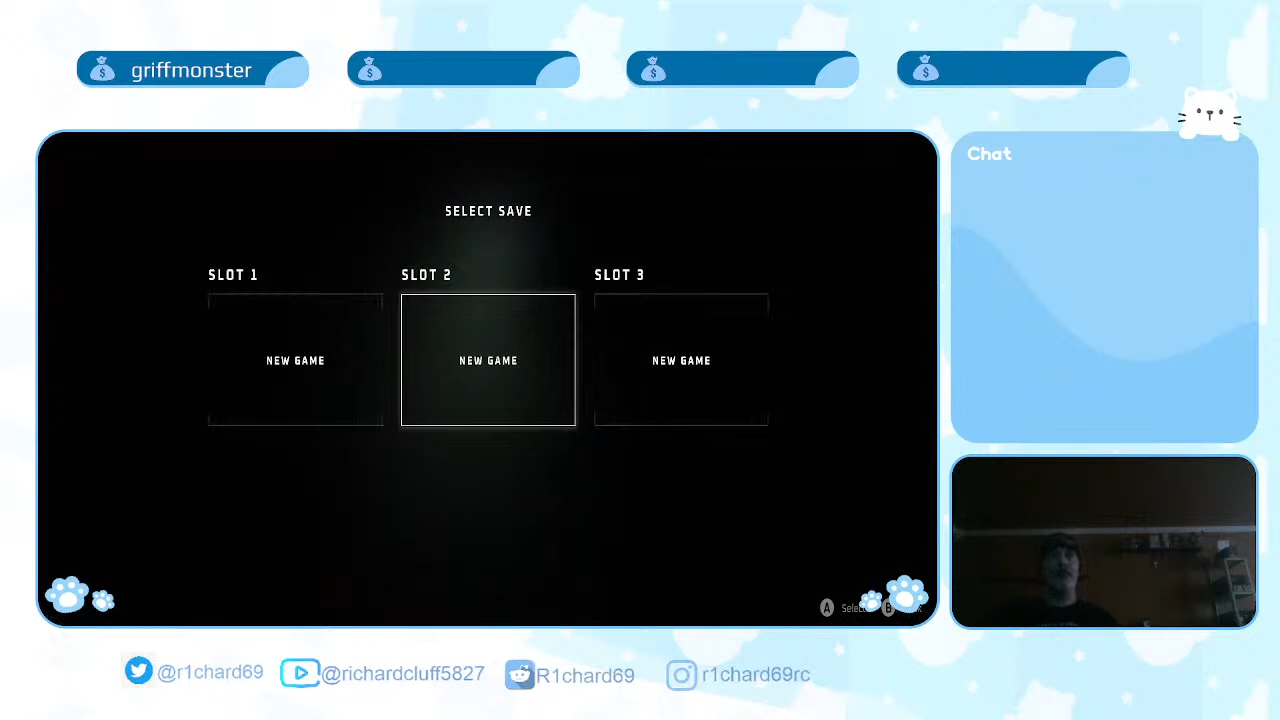 griffmonster
Chat
SELECT SAVE
SLOT 1 SLOT 2 SLOT 3
NEW GAME NEW GAME NEW GAME
A Select B
@r1chard69 @richardcluff5827 R1chard69 r1chard69rc